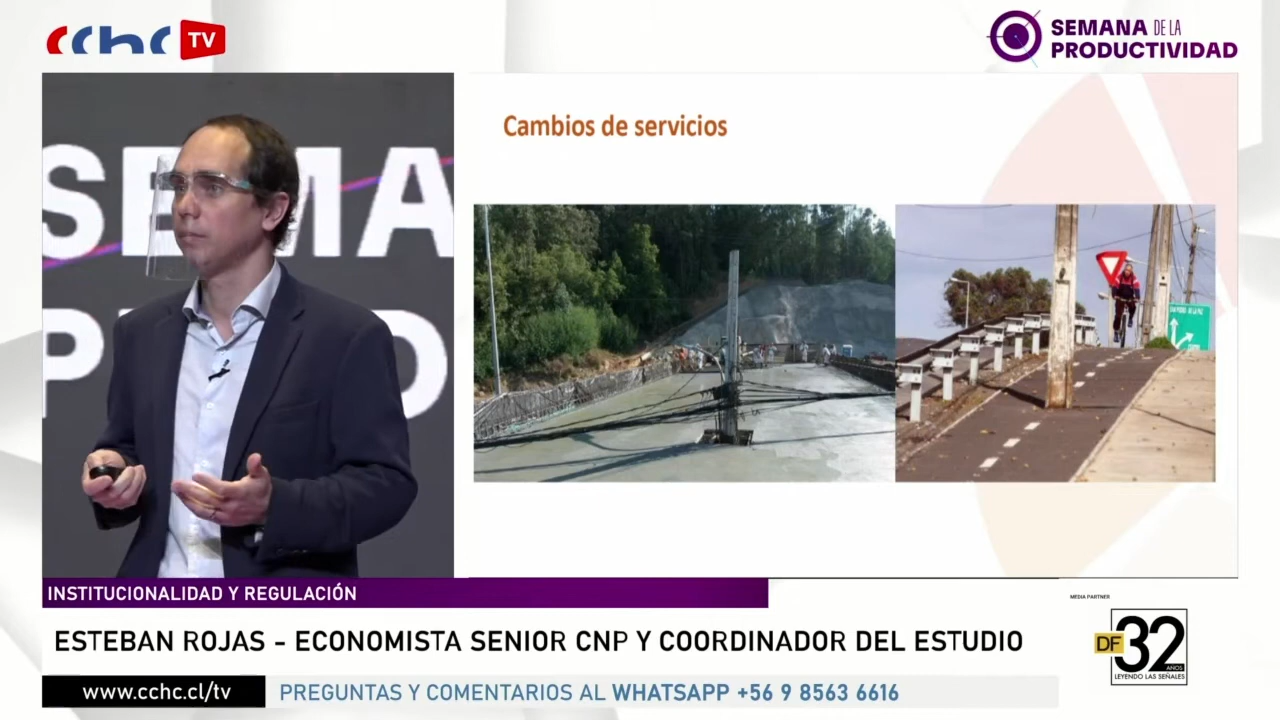 cchc TV
SEMANA DE LA
PRODUCTIVIDAD
SEMA
P
O
Cambios de servicios
INSTITUCIONALIDAD Y REGULACIÓN
ESTEBAN ROJAS - ECONOMISTA SENIOR CNP Y COORDINADOR DEL ESTUDIO
www.cchc.cl/tv
PREGUNTAS Y COMENTARIOS AL WHATSAPP +56 9 8563 6616
MEDIA PARTNER
DF 32
AÑOS
LEYENDO LAS SEÑALES